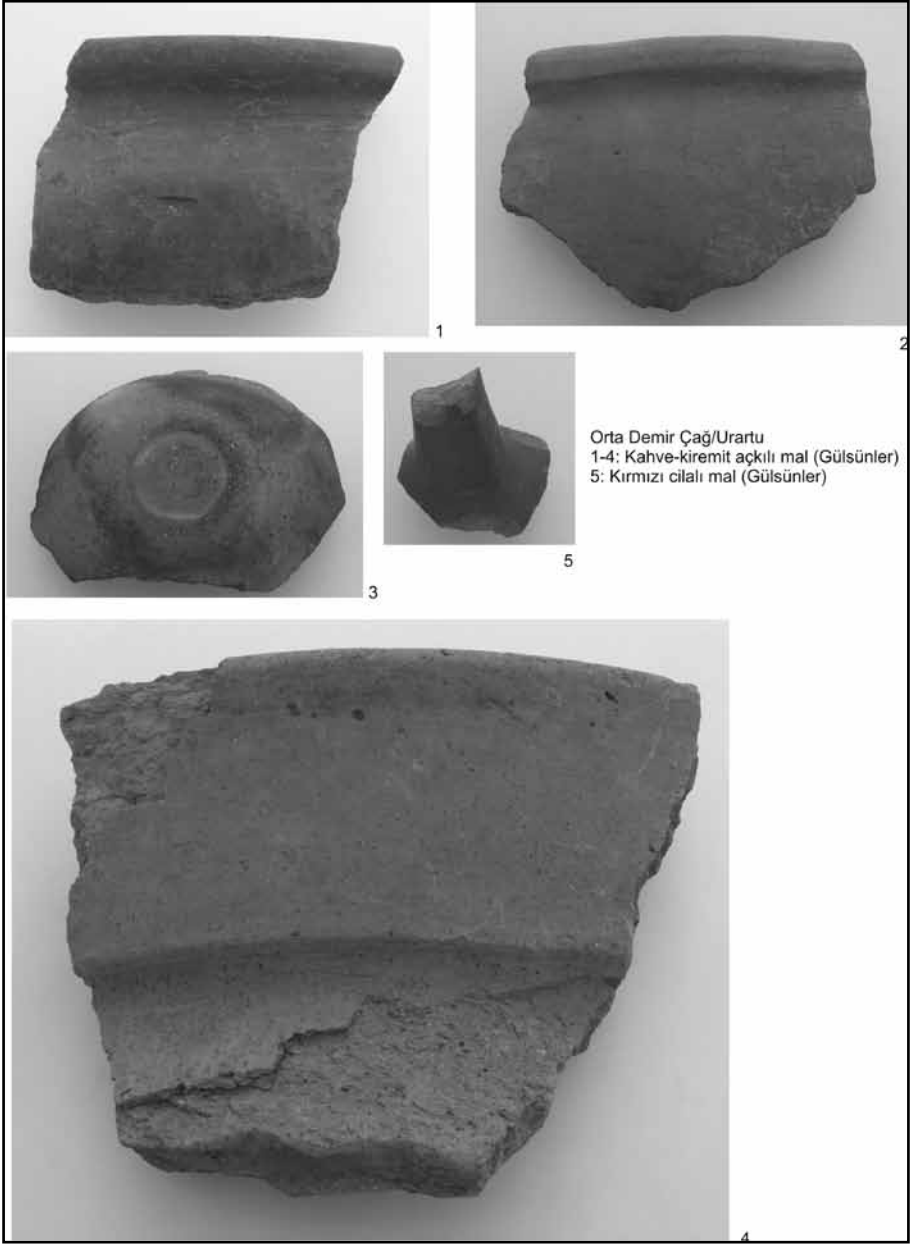 1
2
3
5
Orta Demir Çağ/Urartu
1-4: Kahve-kiremit açkılı mal (Gülsünler)
5: Kırmızı cilalı mal (Gülsünler)
4